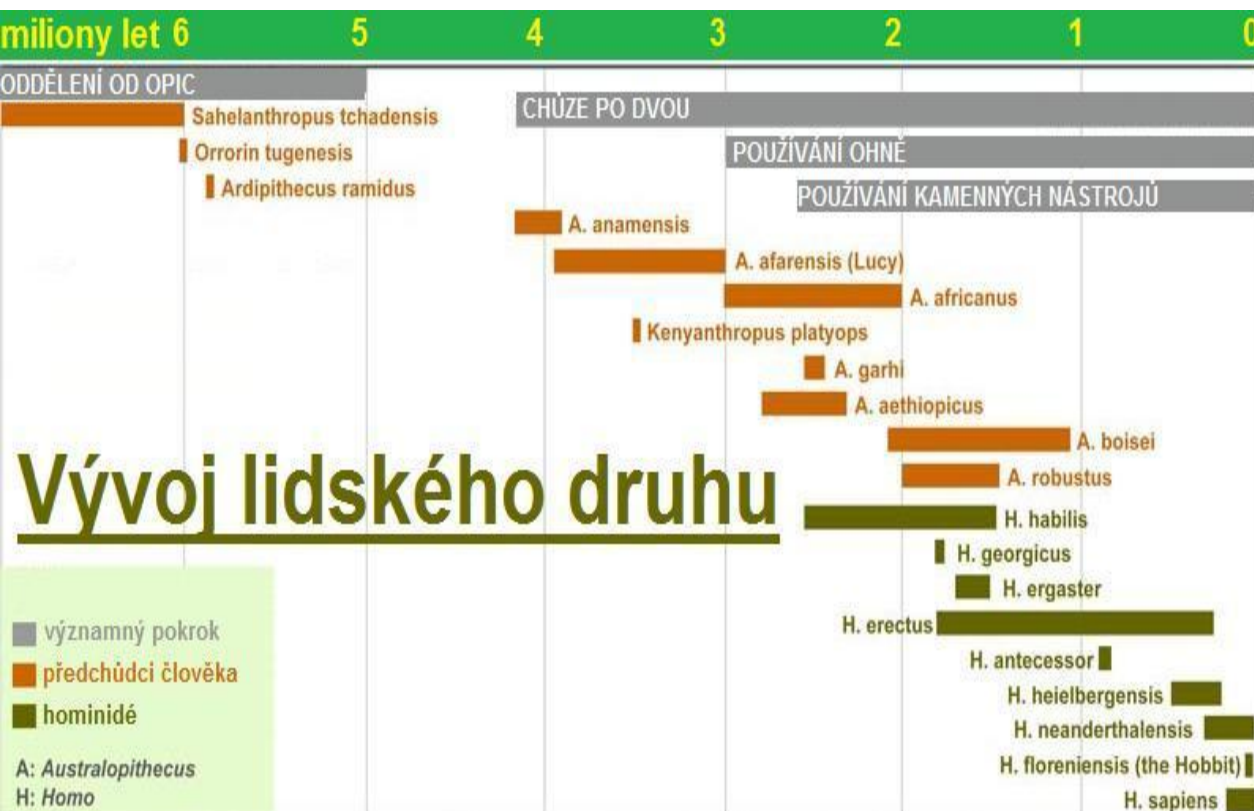 miliony let 6 5 4 3 2 1 0
ODDĚLENÍ OD OPIC
Sahelanthropus tchadensis
CHŮZE PO DVOU
Orrorin tugenesis
POUŽÍVÁNÍ OHNĚ
Ardipithecus ramidus
POUŽÍVÁNÍ KAMENNÝCH NÁSTROJŮ
A. anamensis
A. afarensis (Lucy)
A. africanus
Kenyanthropus platyops
A. garhi
A. aethiopicus
A. boisei
A. robustus
Vývoj lidského druhu
H. habilis
H. georgicus
H. ergaster
H. erectus
H. antecessor
H. heielbergensis
H. neanderthalensis
H. floreniensis (the Hobbit)
H. sapiens
významný pokrok
předchůdci člověka
hominidé
A: Australopithecus
H: Homo